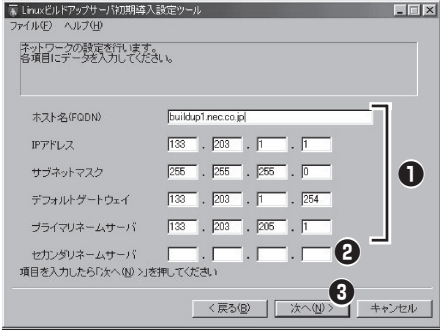 Linuxビルドアップサーバ初期導入設定ツール
ファイル(F) ヘルプ(H)
ネットワークの設定を行います。
各項目にデータを入力してください。
ホスト名(FQDN) buildup1.nec.co.jp
IPアドレス 133 . 203 . 1 . 1
サブネットマスク 255 . 255 . 255 . 0
デフォルトゲートウェイ 133 . 203 . 1 . 254
❶
プライマリネームサーバ 133 . 203 . 205 . 1
セカンダリネームサーバ . . . ❷
項目を入力したら「次へ(N) >」を押してください
❸
< 戻る(B) 次へ(N) > キャンセル